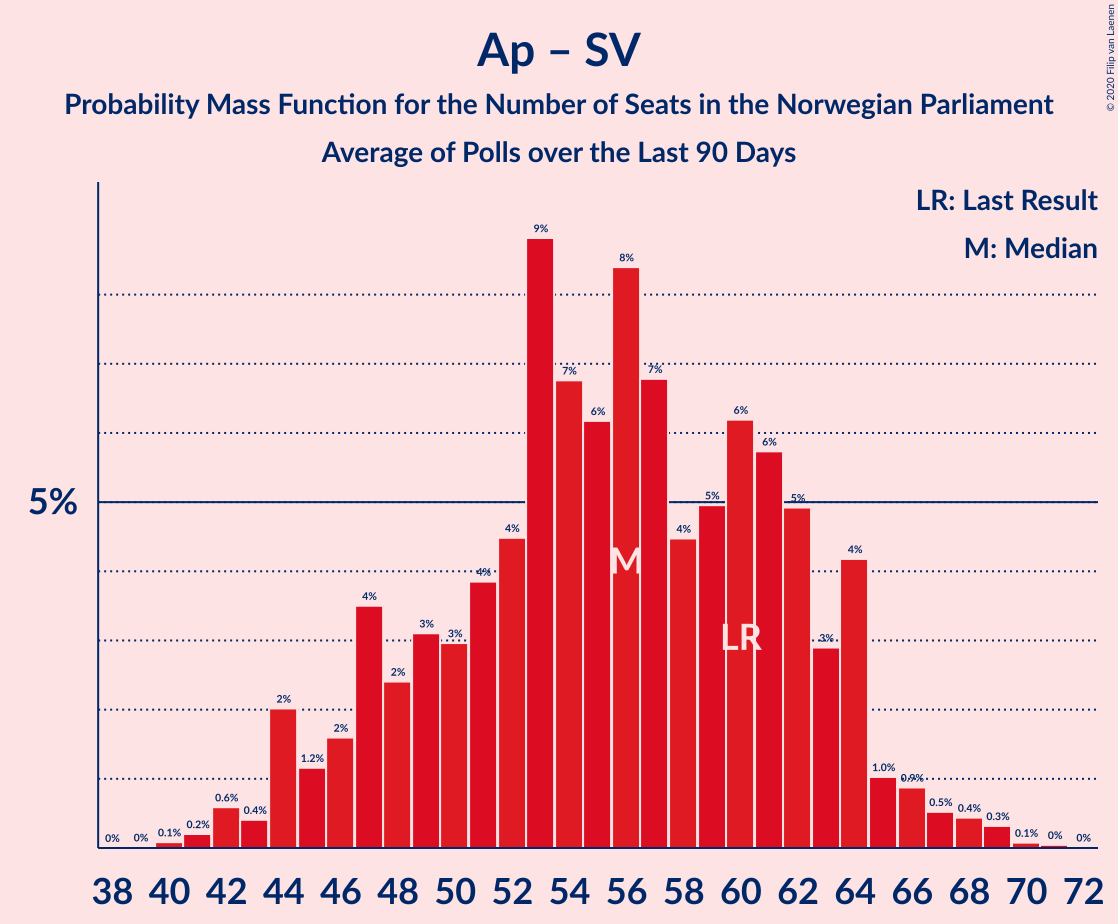 Ap – SV
Probability Mass Function for the Number of Seats in the Norwegian Parliament
Average of Polls over the Last 90 Days
© 2020 Filip van Laenen
LR: Last Result
M: Median
5%
0% 0% 0.1% 0.2% 0.6% 0.4% 2% 1.2% 2% 4% 2% 3% 3% 4% 4% 9% 7% 6% 8% 7% 4% 5% 6% 6% 5% 3% 4% 1.0% 0.9% 0.5% 0.4% 0.3% 0.1% 0% 0%
M
LR
38 40 42 44 46 48 50 52 54 56 58 60 62 64 66 68 70 72